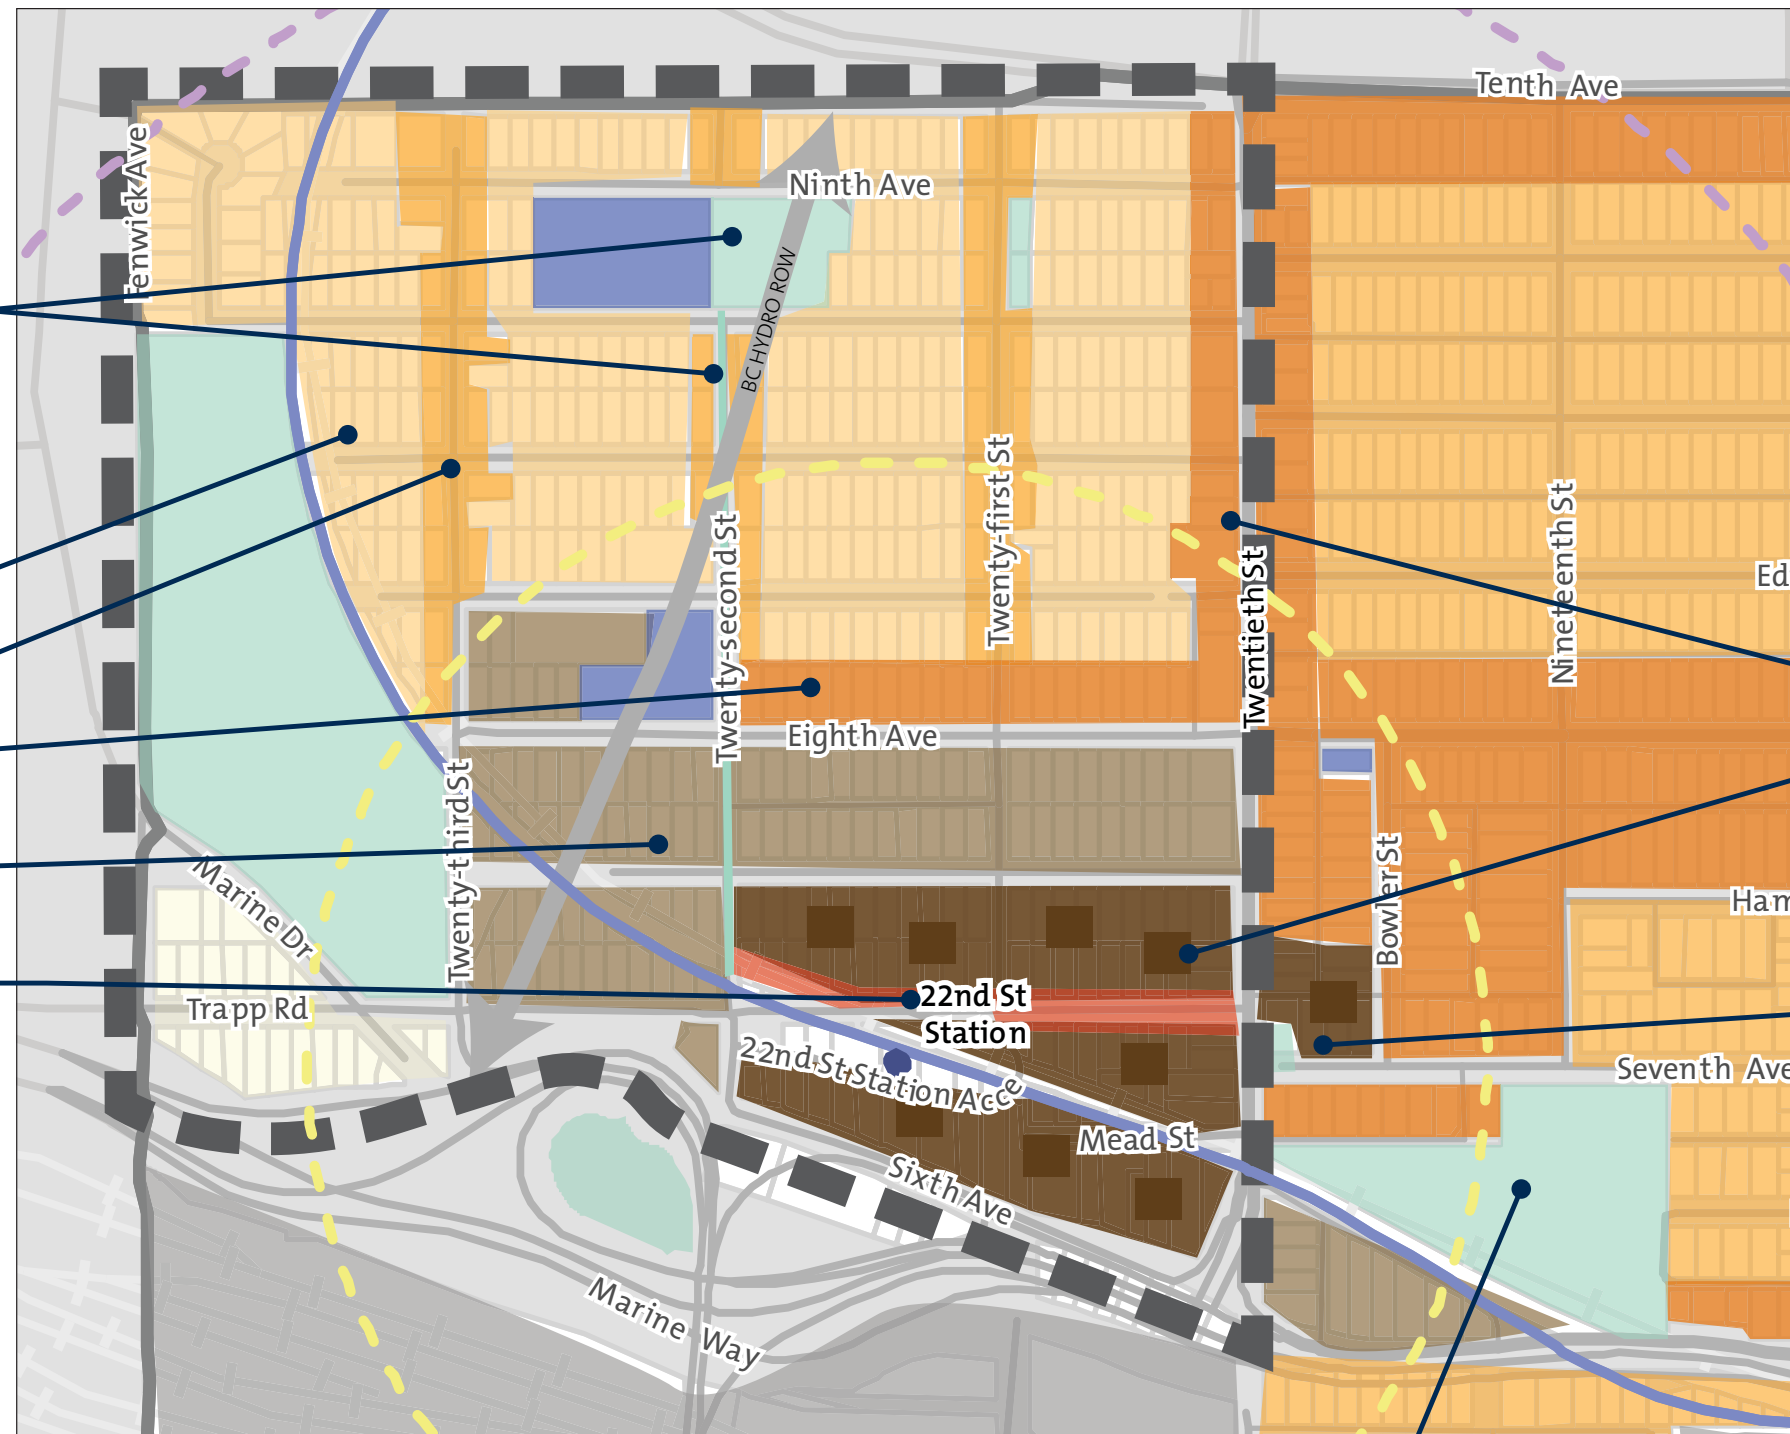 Tenth Ave
Fenwick Ave
Ninth Ave
BC HYDRO ROW
Twenty-first St
Twenty-second St
Twentieth St
Nineteenth St
Ed
Eighth Ave
Twenty-third St
Marine Dr
Bowler St
Ham
Trapp Rd
22nd St
Station
22nd St Station Acce
Seventh Ave
Mead St
Sixth Ave
Marine Way